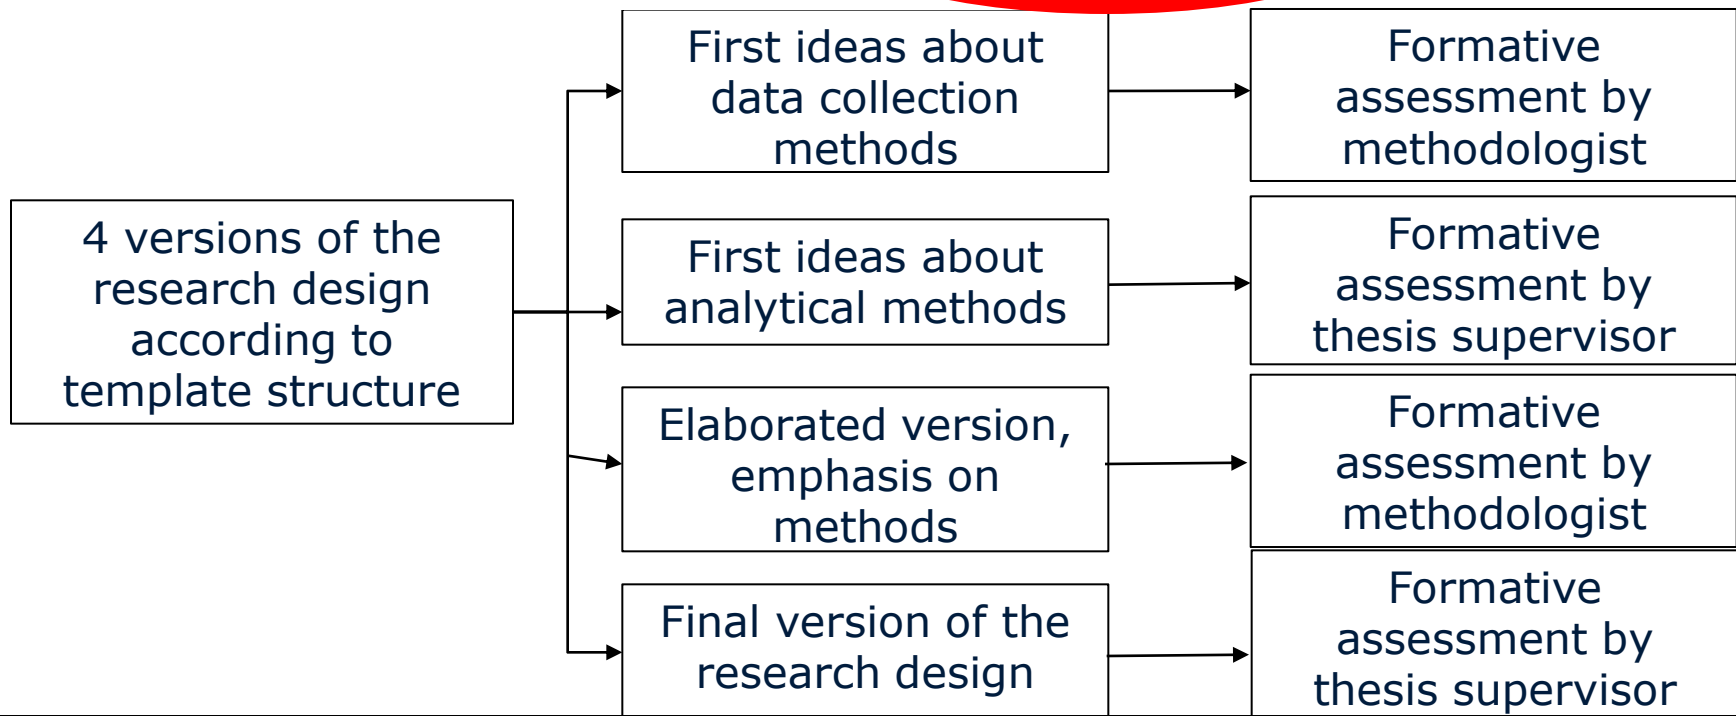 4 versions of the
research design
according to
template structure
First ideas about
data collection
methods
Formative
assessment by
methodologist
First ideas about
analytical methods
Formative
assessment by
thesis supervisor
Elaborated version,
emphasis on
methods
Formative
assessment by
methodologist
Final version of the
research design
Formative
assessment by
thesis supervisor